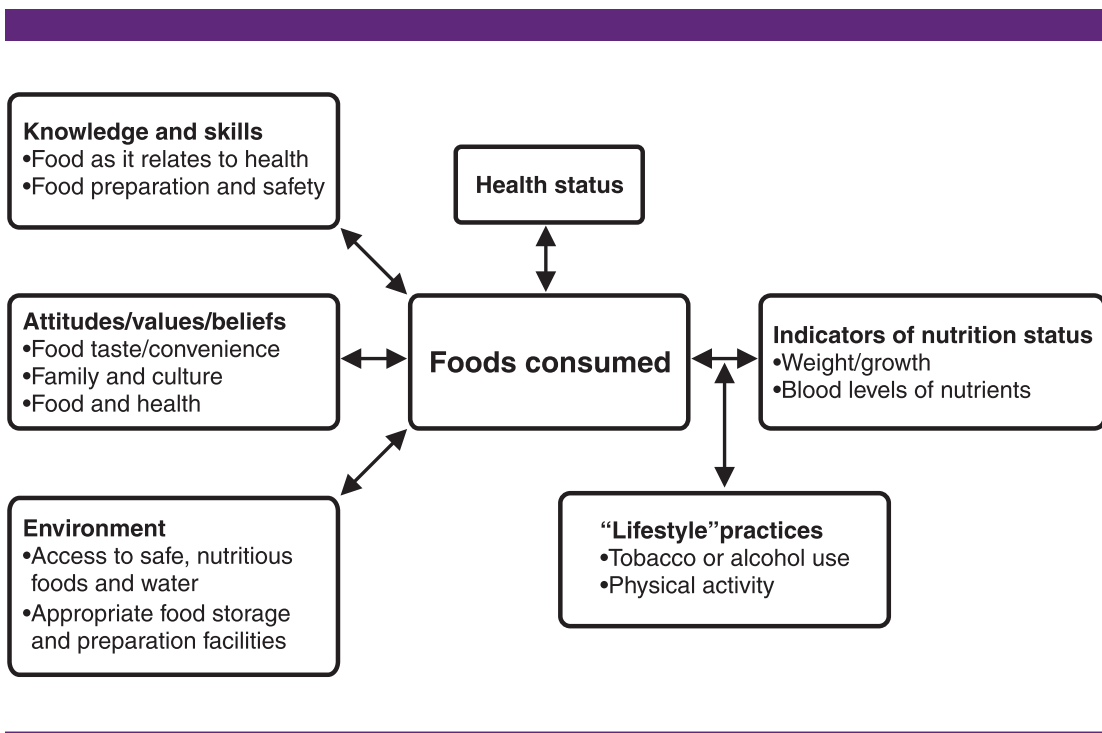 Knowledge and skills
•Food as it relates to health
•Food preparation and safety
Health status
Attitudes/values/beliefs
•Food taste/convenience
•Family and culture
•Food and health
Foods consumed
Indicators of nutrition status
•Weight/growth
•Blood levels of nutrients
Environment
•Access to safe, nutritious
foods and water
•Appropriate food storage
and preparation facilities
“Lifestyle”practices
•Tobacco or alcohol use
•Physical activity